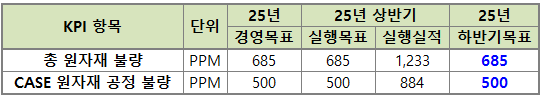 KPI 항목 단위 25년 25년 상반기 25년
경영목표 실행목표 실행실적 하반기목표
총 원자재 불량 PPM 685 685 1,233 685
CASE 원자재 공정 불량 PPM 500 500 884 500